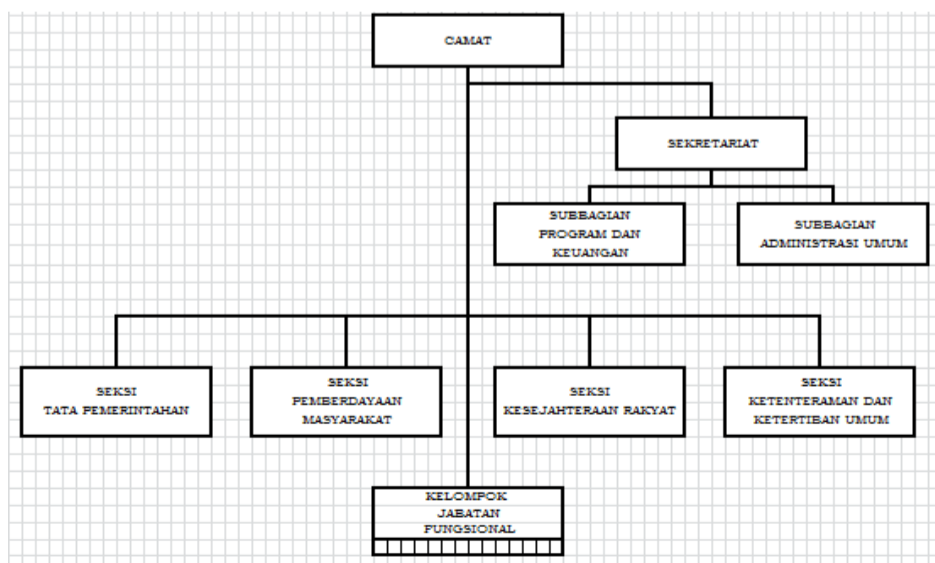 CAMAT
SEKRETARIAT
SUBBAGIAN
PROGRAM DAN
KEUANGAN
SUBBAGIAN
ADMINISTRASI UMUM
SEKSI
TATA PEMERINTAHAN
SEKSI
PEMBERDAYAAN
MASYARAKAT
SEKSI
KESEJAHTERAAN RAKYAT
SEKSI
KETENTERAMAN DAN
KETERTIBAN UMUM
KELOMPOK
JABATAN
FUNGSIONAL